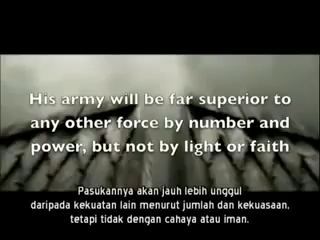 His army will be far superior to
any other force by number and
power, but not by light or faith
Pasukannya akan jauh lebih unggul
daripada kekuatan lain menurut jumlah dan kekuasaan,
tetapi tidak dengan cahaya atau iman.